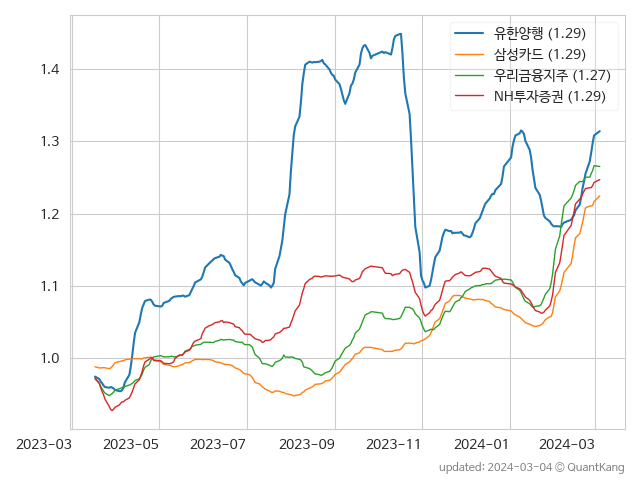 유한양행 (1.29)
삼성카드 (1.29)
우리금융지주 (1.27)
NH투자증권 (1.29)
1.4
1.3
1.2
1.1
1.0
2023-03 2023-05 2023-07 2023-09 2023-11 2024-01 2024-03
updated: 2024-03-04 © QuantKang